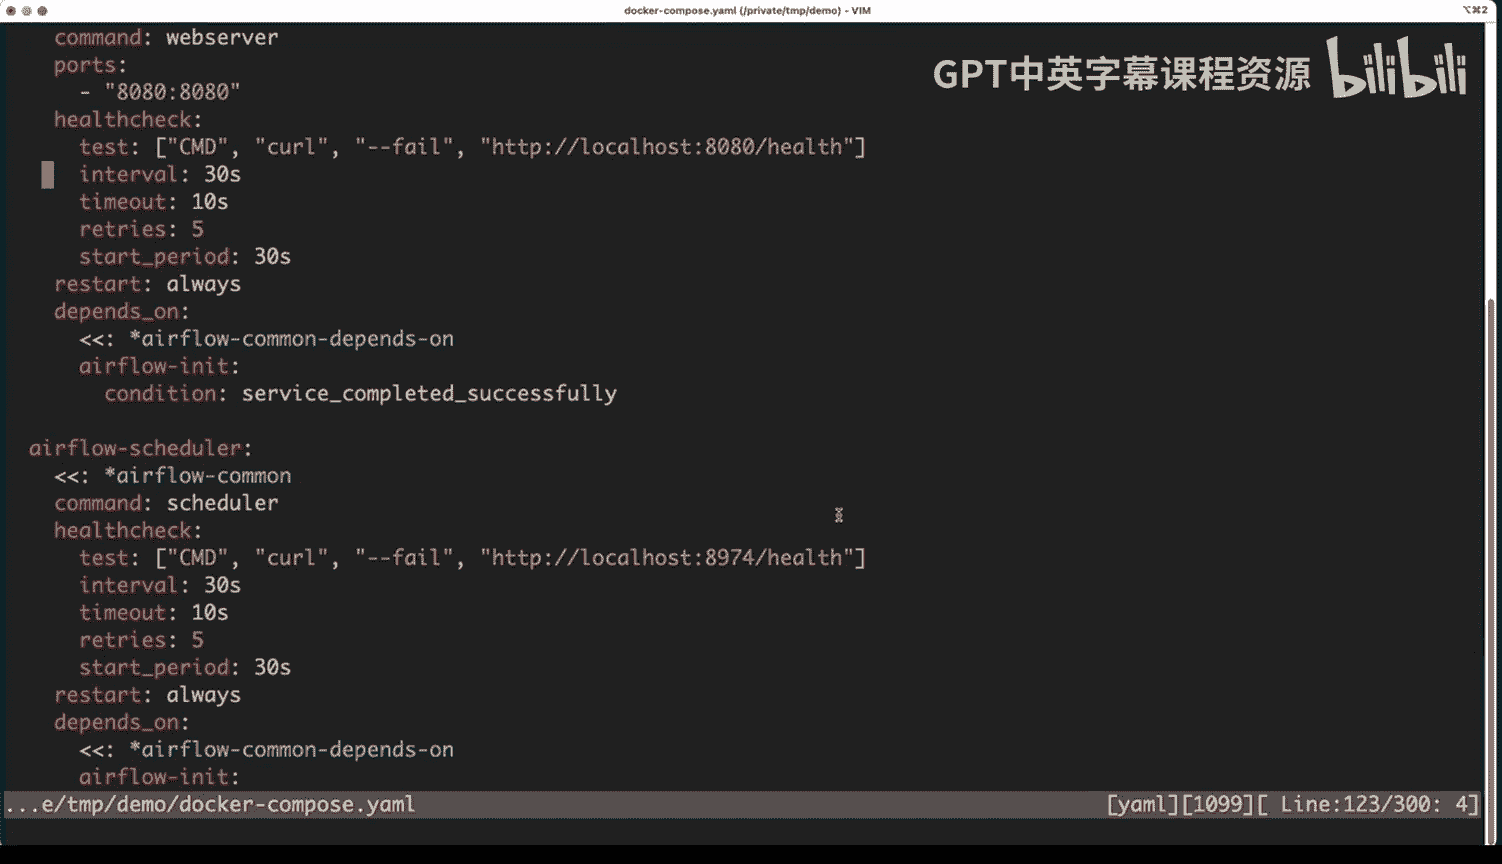 docker-compose.yaml (/private/tmp/demo) - VIM
⌥⌘2
GPT中英字幕课程资源 bilibili
    command: webserver
    ports:
      - "8080:8080"
    healthcheck:
      test: ["CMD", "curl", "--fail", "http://localhost:8080/health"]
      interval: 30s
      timeout: 10s
      retries: 5
      start_period: 30s
    restart: always
    depends_on:
      <<: *airflow-common-depends-on
      airflow-init:
        condition: service_completed_successfully
  airflow-scheduler:
    <<: *airflow-common
    command: scheduler
    healthcheck:
      test: ["CMD", "curl", "--fail", "http://localhost:8974/health"]
      interval: 30s
      timeout: 10s
      retries: 5
      start_period: 30s
    restart: always
    depends_on:
      <<: *airflow-common-depends-on
      airflow-init:
...e/tmp/demo/docker-compose.yaml [yaml][1099][ Line:123/300: 4]